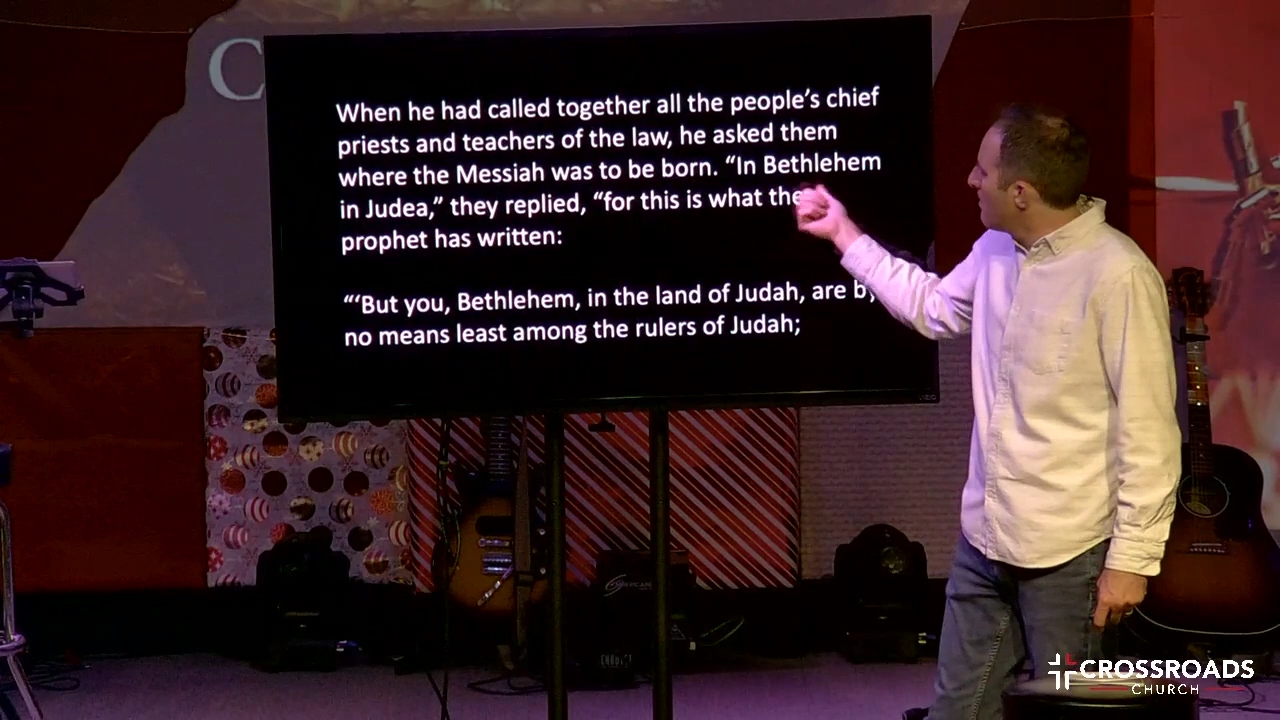 C
When he had called together all the people's chief
priests and teachers of the law, he asked them
where the Messiah was to be born. “In Bethlehem
in Judea,” they replied, “for this is what the
prophet has written:
“‘But you, Bethlehem, in the land of Judah, are by
no means least among the rulers of Judah;
VIZIO
CROSSROADS
CHURCH